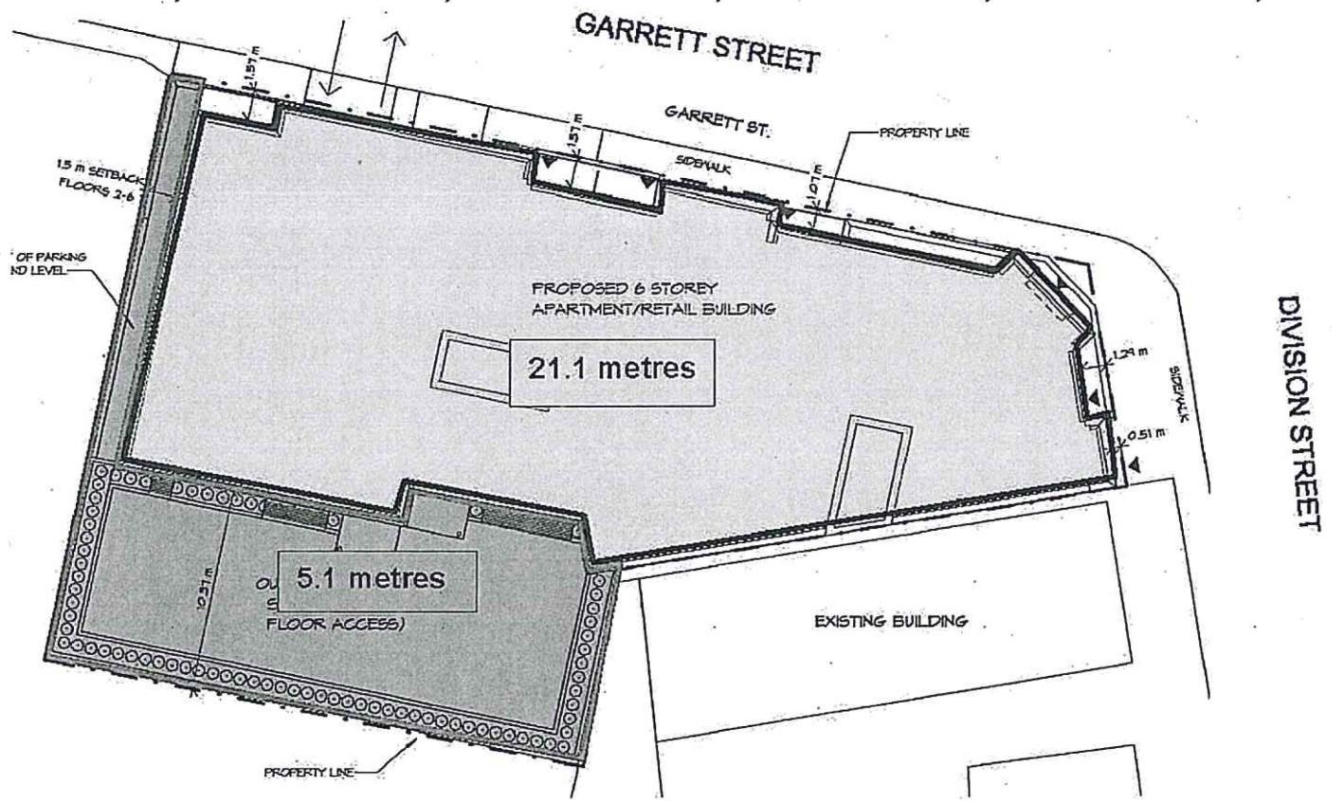 GARRETT STREET
GARRETT ST.
PROPERTY LINE
SIDEWALK
1.57 m
1.57 m
1.07 m
1.5 m SETBACK
FLOORS 2-6
OF PARKING
ND LEVEL
PROPOSED 6 STOREY
APARTMENT/RETAIL BUILDING
21.1 metres
DIVISION STREET
1.29 m
SIDEWALK
0.51 m
5.1 metres
OU
S
FLOOR ACCESS)
EXISTING BUILDING
PROPERTY LINE